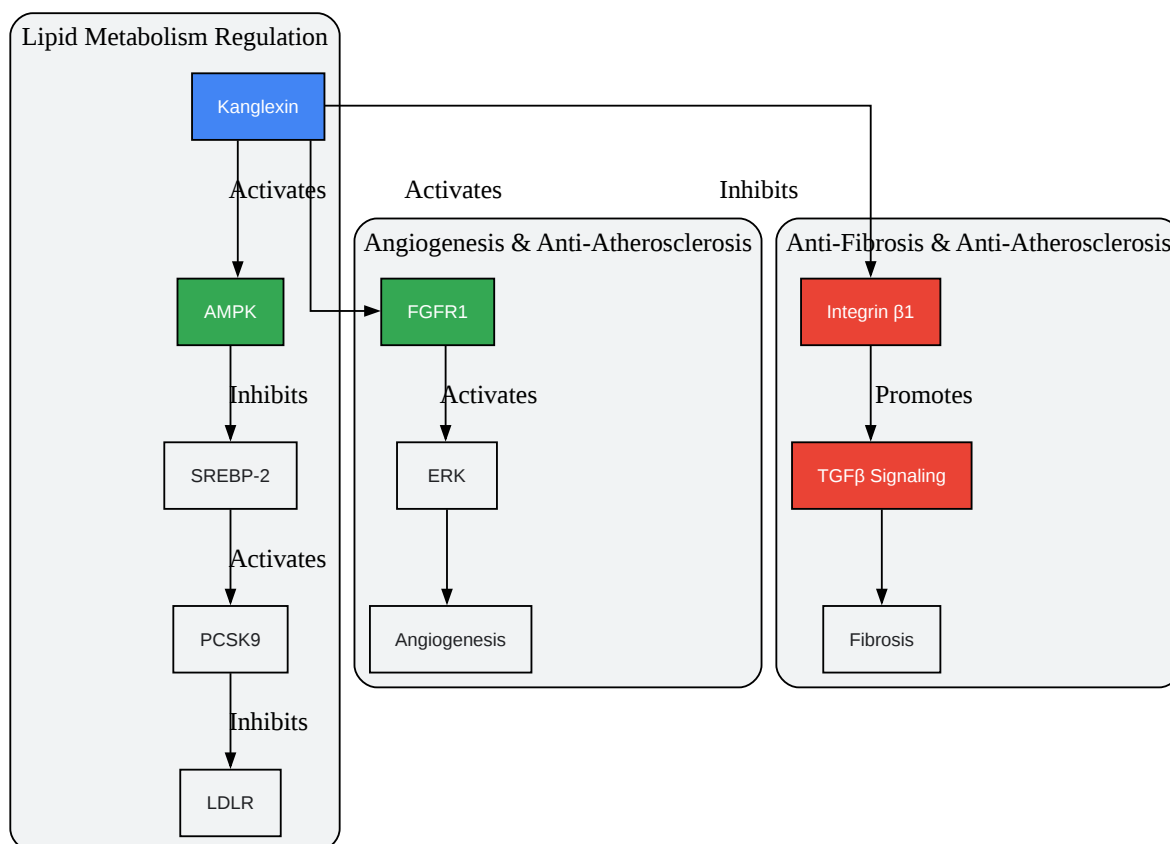 Lipid Metabolism Regulation
Kanglexin
Activates
Activates
Inhibits
Angiogenesis & Anti-Atherosclerosis
Anti-Fibrosis & Anti-Atherosclerosis
AMPK
FGFR1
Integrin β1
Inhibits
Activates
Promotes
SREBP-2
ERK
TGFβ Signaling
Activates
PCSK9
Angiogenesis
Fibrosis
Inhibits
LDLR